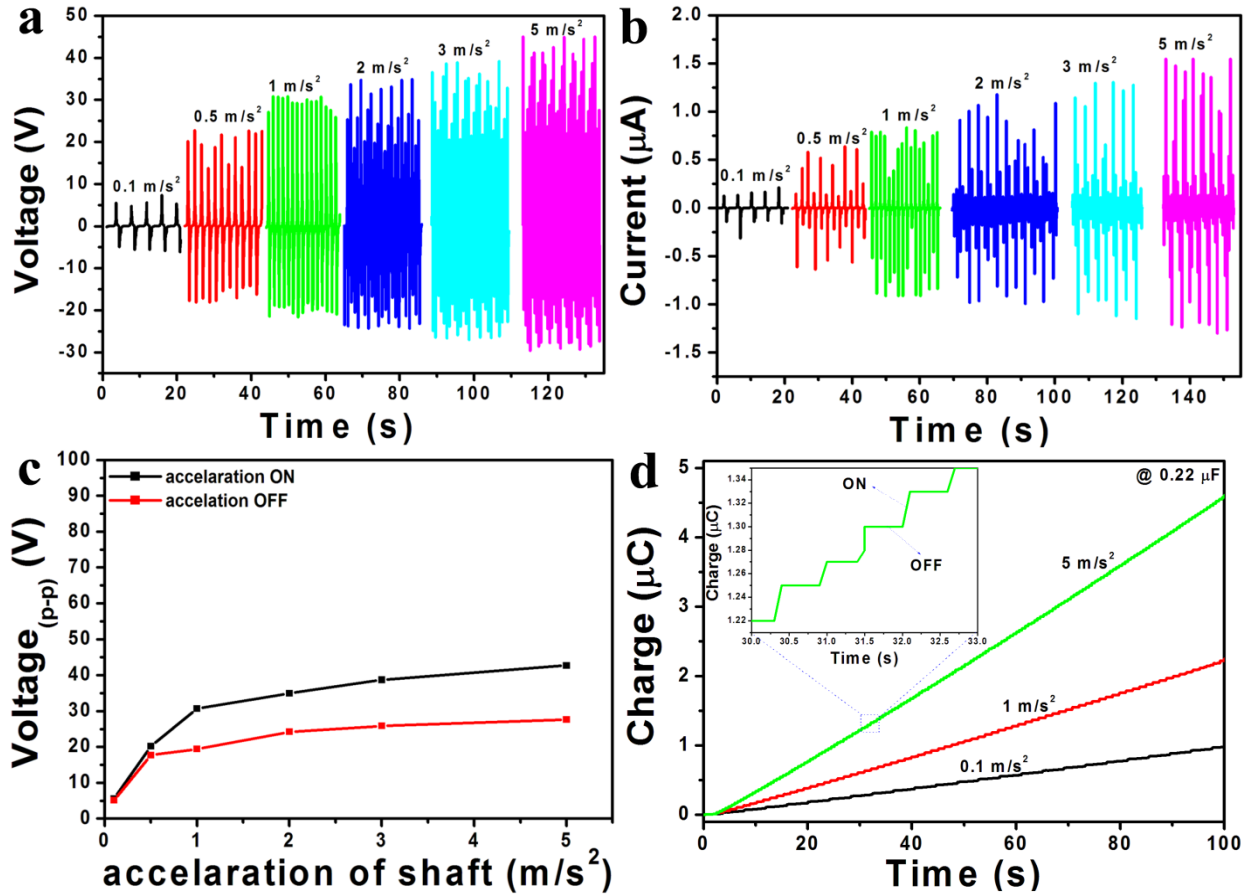 a
50
45
40
30
20
10
0
-10
-20
-30
35
0
20
40
60
80
100
120
Voltage (V)
Time (s)
0.1 m/s²
0.5 m/s²
1 m/s²
2 m/s²
3 m/s²
5 m/s²
b
2.0
1.5
1.0
0.5
0.0
-0.5
-1.0
-1.5
0
20
40
60
80
100
120
140
Current (µA)
Time (s)
0.1 m/s²
0.5 m/s²
1 m/s²
2 m/s²
3 m/s²
5 m/s²
c
100
90
80
70
60
50
40
30
20
10
0
0
1
2
3
4
5
accelaration ON
accelation OFF
Voltage(p-p) (V)
accelaration of shaft (m/s²)
d
5
4
3
2
1
0
0
20
40
60
80
100
Charge (µC)
Time (s)
@ 0.22 µF
5 m/s²
1 m/s²
0.1 m/s²
1.34
1.32
1.30
1.28
1.26
1.24
1.22
30.0
30.5
31.0
31.5
32.0
32.5
33.0
Charge (µC)
Time (s)
ON
OFF